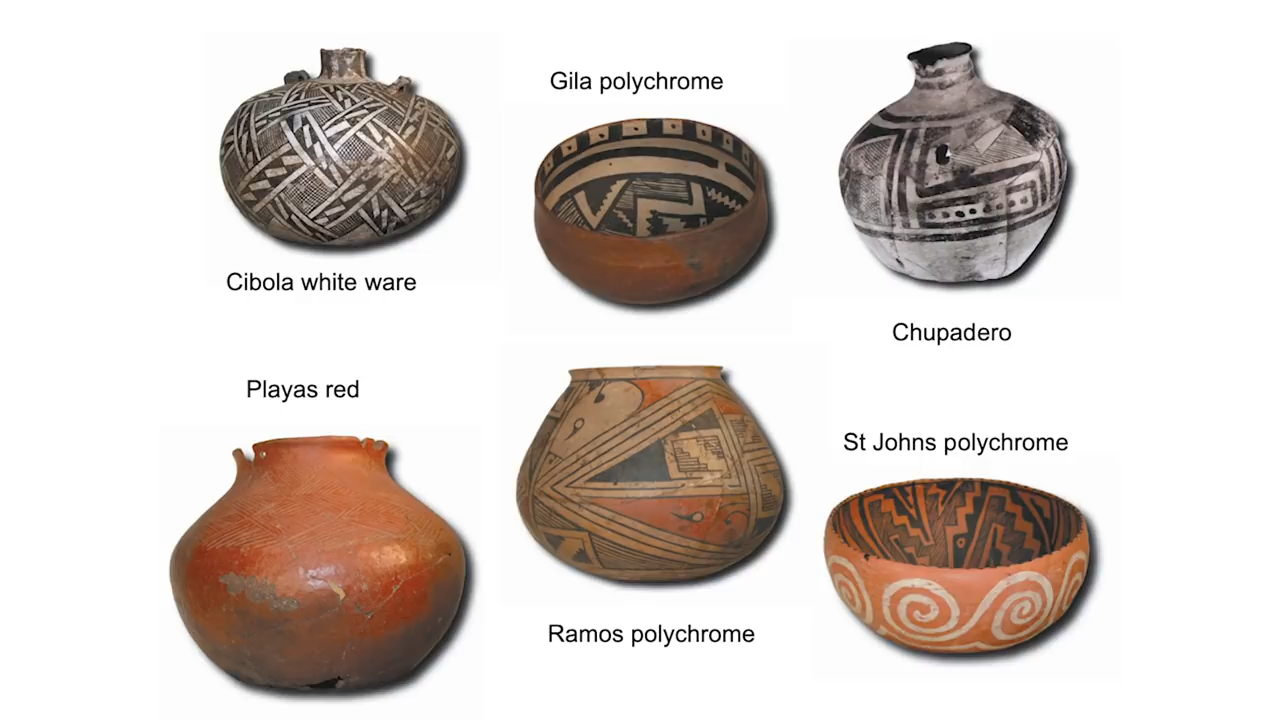 Gila polychrome
Cibola white ware
Chupadero
Playas red
St Johns polychrome
Ramos polychrome